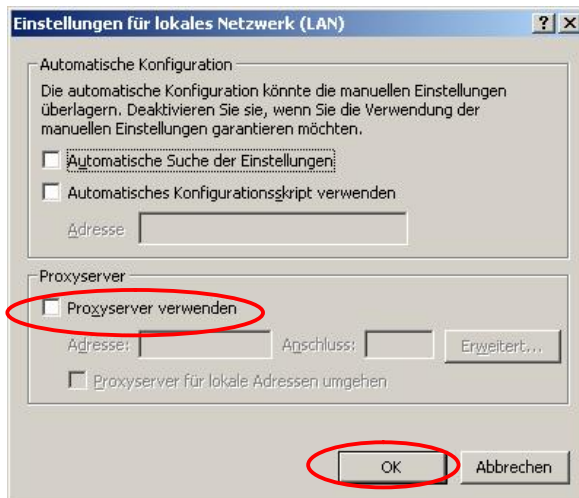 Einstellungen für lokales Netzwerk (LAN)
Automatische Konfiguration
Die automatische Konfiguration könnte die manuellen Einstellungen
überlagern. Deaktivieren Sie sie, wenn Sie die Verwendung der
manuellen Einstellungen garantieren möchten.
Automatische Suche der Einstellungen
Automatisches Konfigurationsskript verwenden
Adresse
Proxyserver
Proxyserver verwenden
Adresse: Anschluss: Erweitert...
Proxyserver für lokale Adressen umgehen
OK Abbrechen